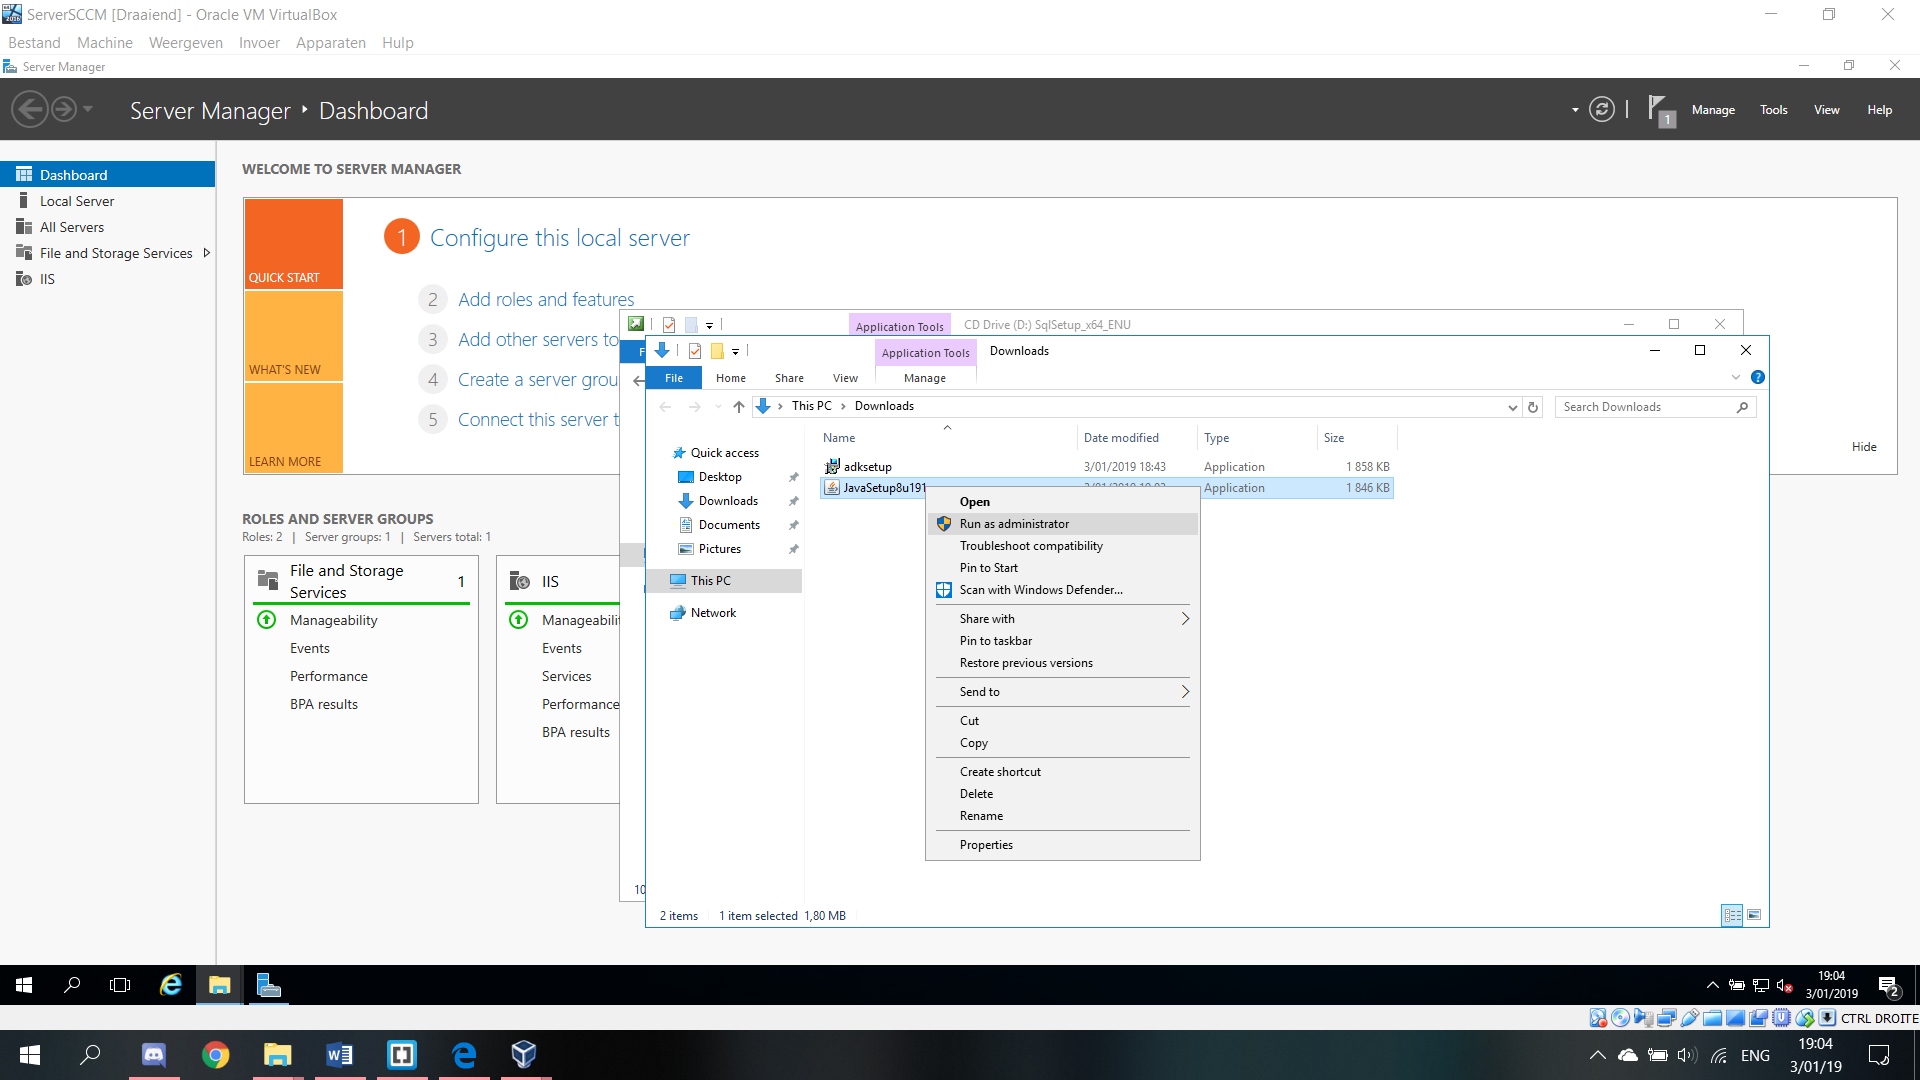 ServerSCCM [Draaiend] - Oracle VM VirtualBox
Bestand Machine Weergeven Invoer Apparaten Hulp
Server Manager
Server Manager Dashboard
1
Manage Tools View Help
Dashboard
Local Server
All Servers
File and Storage Services
IIS
WELCOME TO SERVER MANAGER
QUICK START
WHAT'S NEW
LEARN MORE
1 Configure this local server
2 Add roles and features
3 Add other servers to
4 Create a server grou
5 Connect this server t
Hide
ROLES AND SERVER GROUPS
Roles: 2 | Server groups: 1 | Servers total: 1
File and Storage Services 1
Manageability
Events
Performance
BPA results
IIS
Manageabili
Events
Services
Performance
BPA results
Application Tools CD Drive (D:) SqlSetup_x64_ENU
F
10
Application Tools Downloads
File Home Share View Manage
This PC Downloads
Search Downloads
Quick access
Desktop
Downloads
Documents
Pictures
This PC
Network
Name Date modified Type Size
adksetup 3/01/2019 18:43 Application 1 858 KB
JavaSetup8u191 Application 1 846 KB
Open
Run as administrator
Troubleshoot compatibility
Pin to Start
Scan with Windows Defender...
Share with
Pin to taskbar
Restore previous versions
Send to
Cut
Copy
Create shortcut
Delete
Rename
Properties
2 items 1 item selected 1,80 MB
19:04
3/01/2019
2
CTRL DROITE
ENG
19:04
3/01/19